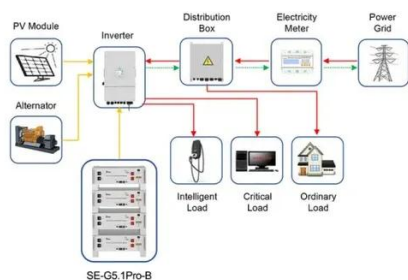 PV Module
Inverter
Distribution
Box
Electricity
Meter
Power
Grid
Alternator
Intelligent
Load
Critical
Load
Ordinary
Load
SE-G5.1Pro-B